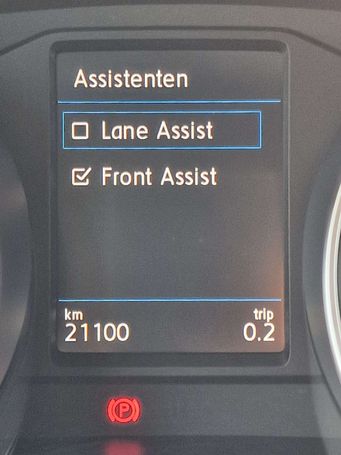 Assistenten
Lane Assist
Front Assist
km trip
21100 0.2
P